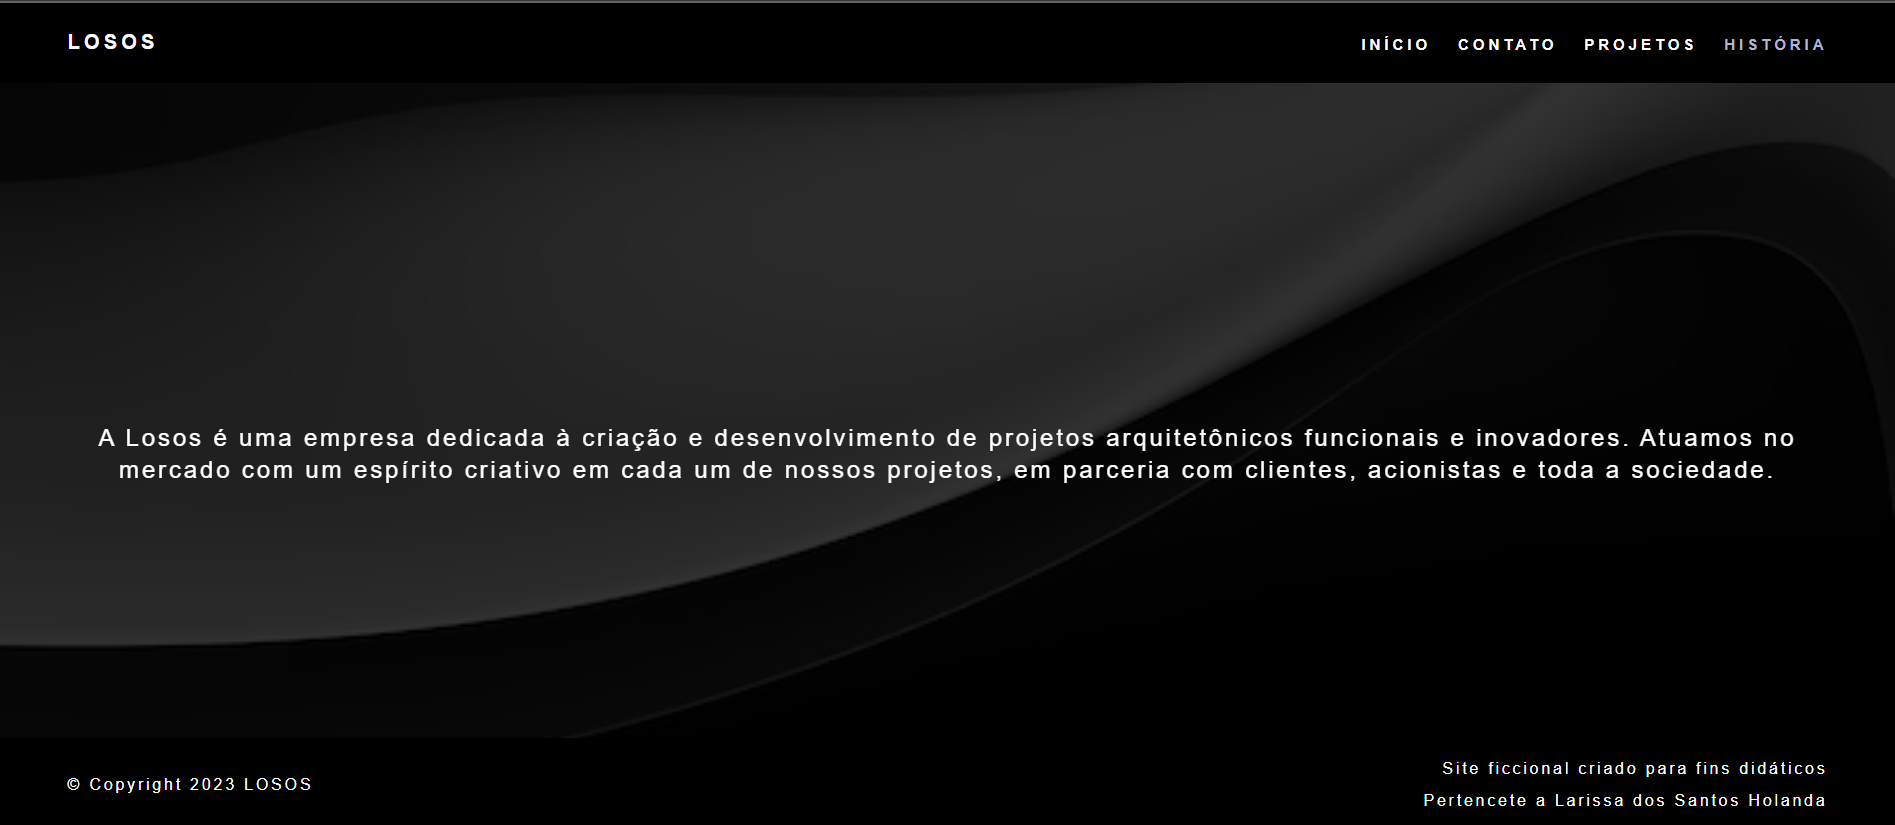 LOSOS
INÍCIO CONTATO PROJETOS HISTÓRIA
A Losos é uma empresa dedicada à criação e desenvolvimento de projetos arquitetônicos funcionais e inovadores. Atuamos no
mercado com um espírito criativo em cada um de nossos projetos, em parceria com clientes, acionistas e toda a sociedade.
© Copyright 2023 LOSOS
Site ficcional criado para fins didáticos
Pertencete a Larissa dos Santos Holanda